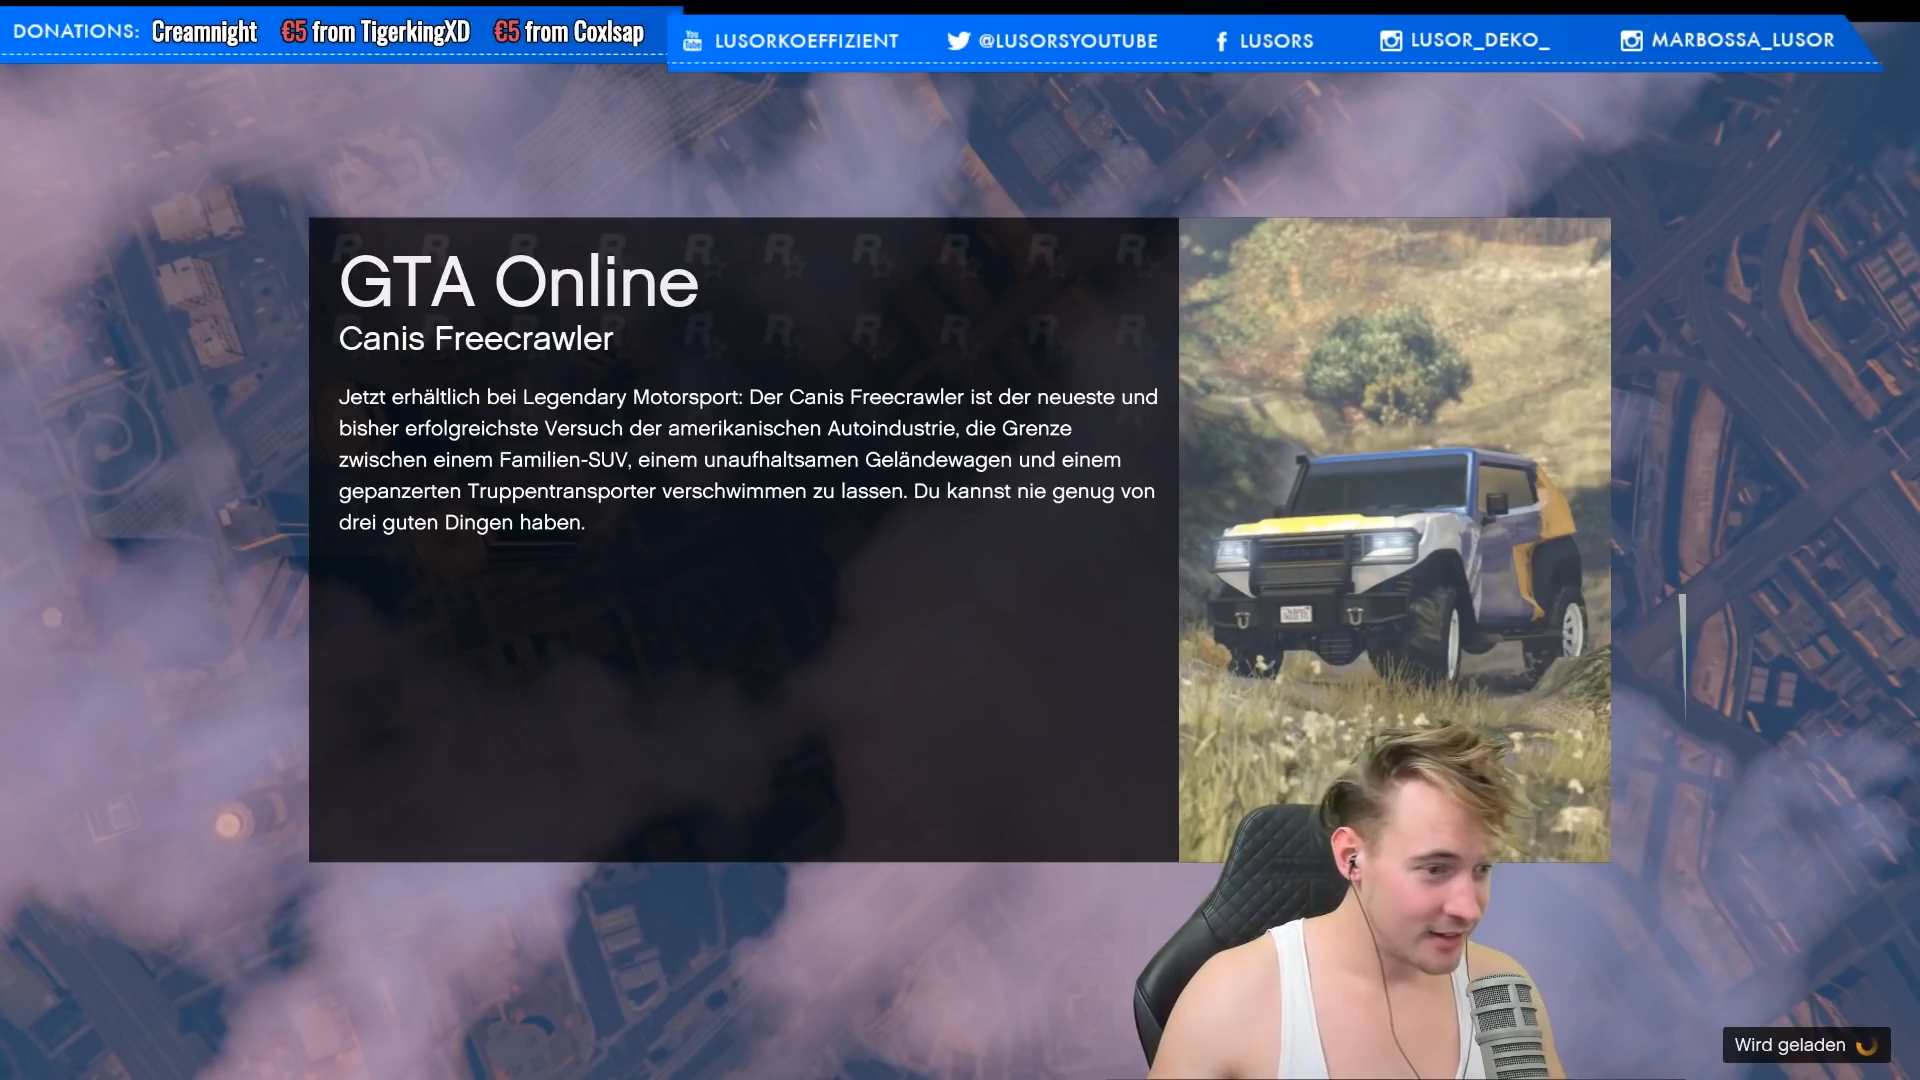 DONATIONS: Creamnight €5 from TigerkingXD €5 from Coxlsap
You Tube LUSORKOEFFIZIENT @LUSORSYOUTUBE LUSORS LUSOR_DEKO_ MARBOSSA_LUSOR
GTA Online
Canis Freecrawler
Jetzt erhältlich bei Legendary Motorsport: Der Canis Freecrawler ist der neueste und
bisher erfolgreichste Versuch der amerikanischen Autoindustrie, die Grenze
zwischen einem Familien-SUV, einem unaufhaltsamen Geländewagen und einem
gepanzerten Truppentransporter verschwimmen zu lassen. Du kannst nie genug von
drei guten Dingen haben.
Wird geladen